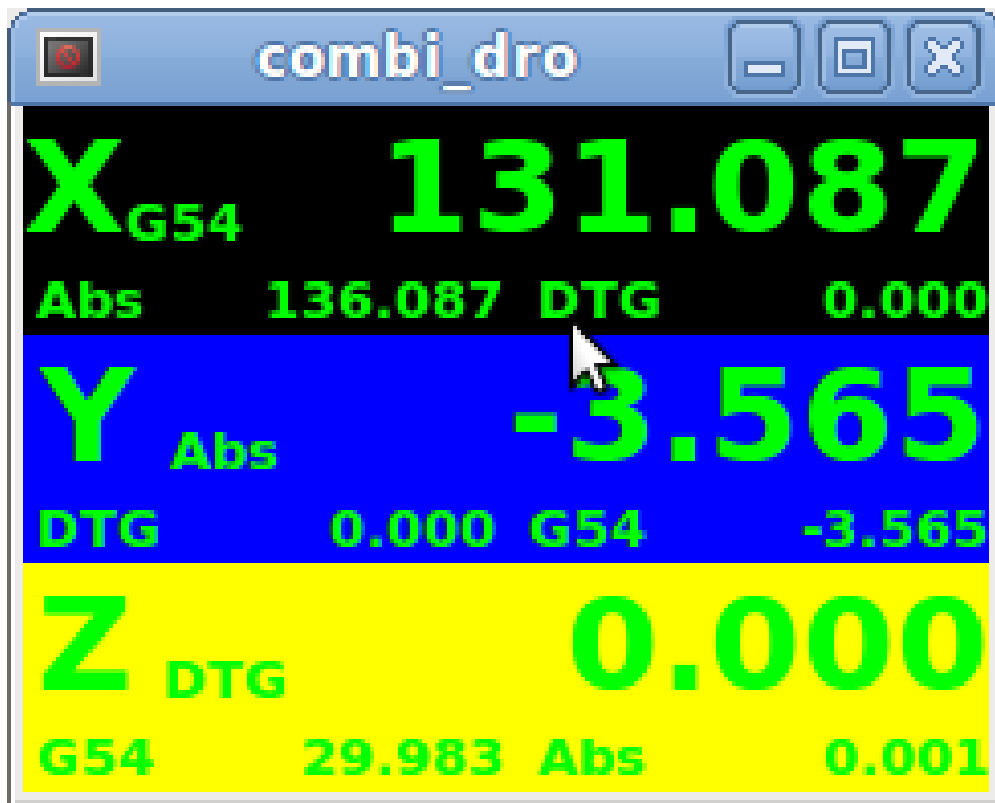 combi_dro
X G54 131.087
Abs 136.087 DTG 0.000
Y Abs -3.565
DTG 0.000 G54 -3.565
Z DTG 0.000
G54 29.983 Abs 0.001